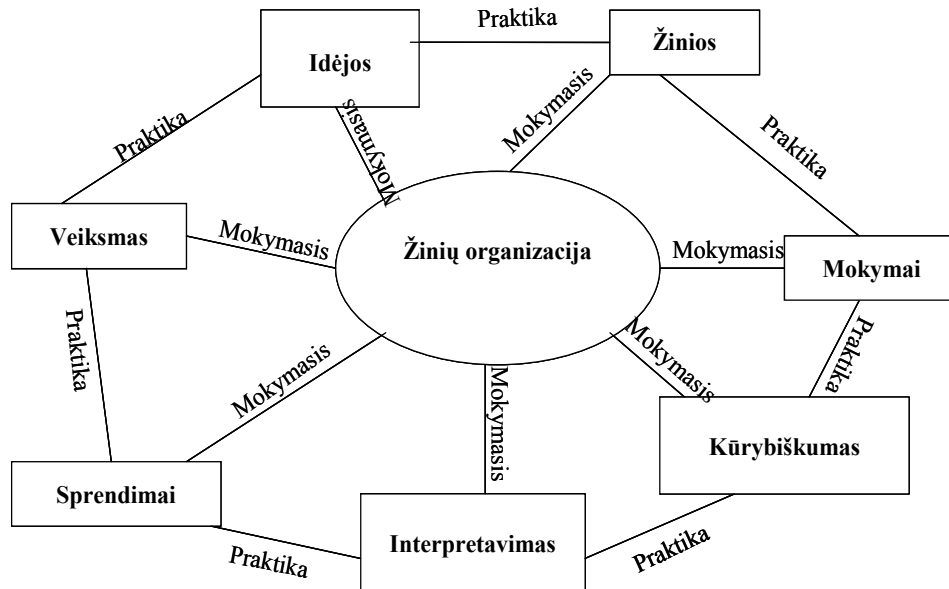 Praktika
Žinios
Idėjos
Mokymasis
Mokymasis
Praktika
Praktika
Veiksmas
Mokymasis
Žinių organizacija
Mokymasis
Mokymai
Praktika
Mokymasis
Mokymasis
Mokymasis
Praktika
Kūrybiškumas
Sprendimai
Interpretavimas
Praktika
Praktika